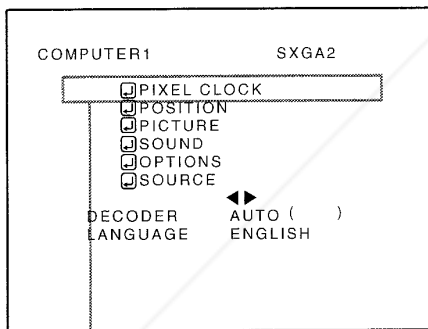 COMPUTER1 SXGA2
PIXEL CLOCK
POSITION
PICTURE
SOUND
OPTIONS
SOURCE
DECODER AUTO ( )
LANGUAGE ENGLISH